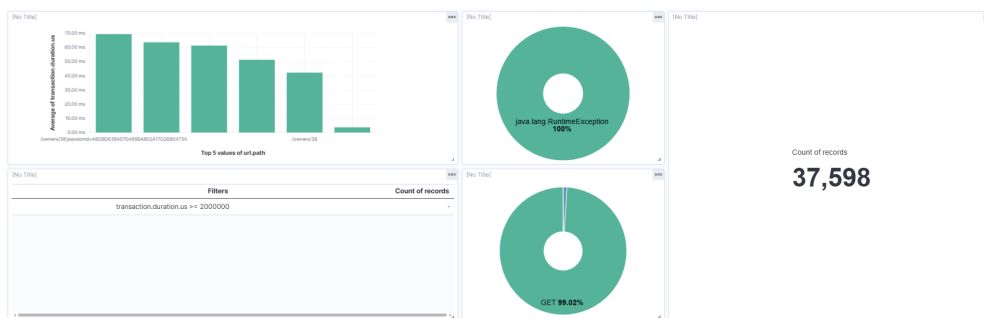 [No Title]
70.00 ms
60.00 ms
50.00 ms
40.00 ms
30.00 ms
20.00 ms
10.00 ms
0.00 ms
Average of transaction.duration.us
/owners/38
Top 5 values of url.path
[No Title]
java.lang.RuntimeException
100%
[No Title]
Count of records
37,598
[No Title]
Filters
Count of records
transaction.duration.us >= 2000000
-
[No Title]
GET 99.02%